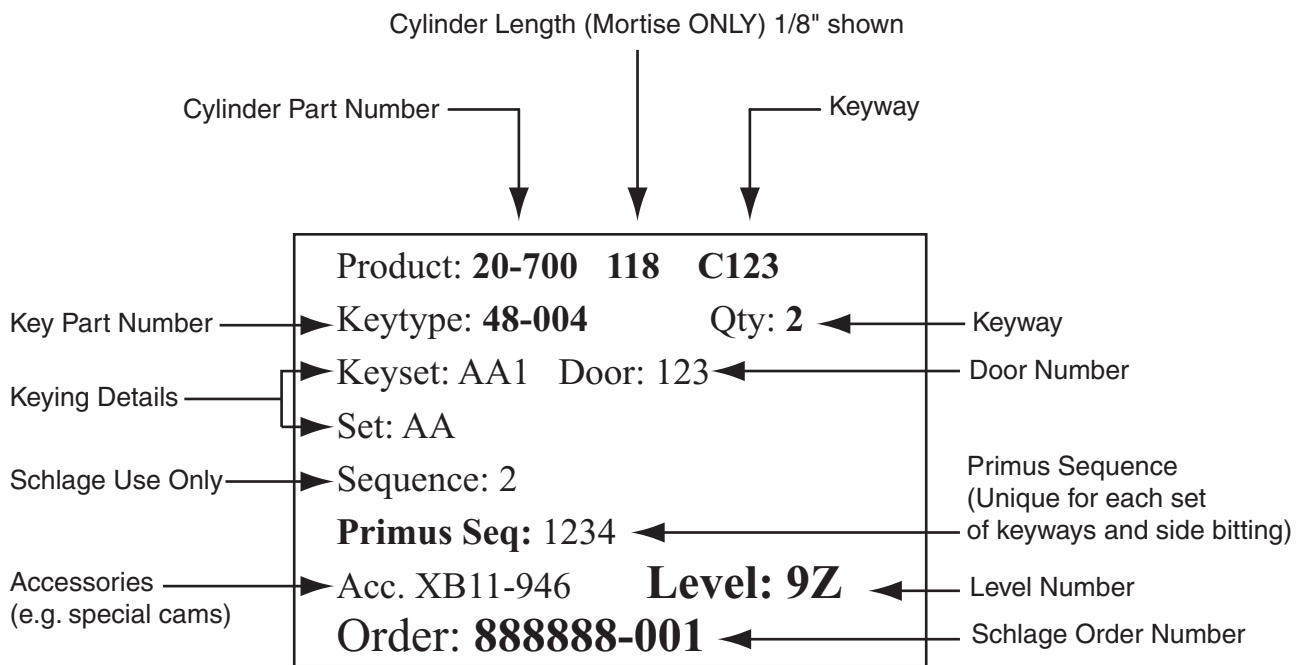 Cylinder Length (Mortise ONLY) 1/8" shown
Cylinder Part Number
Keyway
Product: 20-700 118 C123
Key Part Number
Keytype: 48-004 Qty: 2
Keyway
Keying Details
Keyset: AA1 Door: 123
Door Number
Set: AA
Schlage Use Only
Sequence: 2
Primus Seq: 1234
Primus Sequence
(Unique for each set
of keyways and side bitting)
Accessories
(e.g. special cams)
Acc. XB11-946 Level: 9Z
Level Number
Order: 888888-001
Schlage Order Number